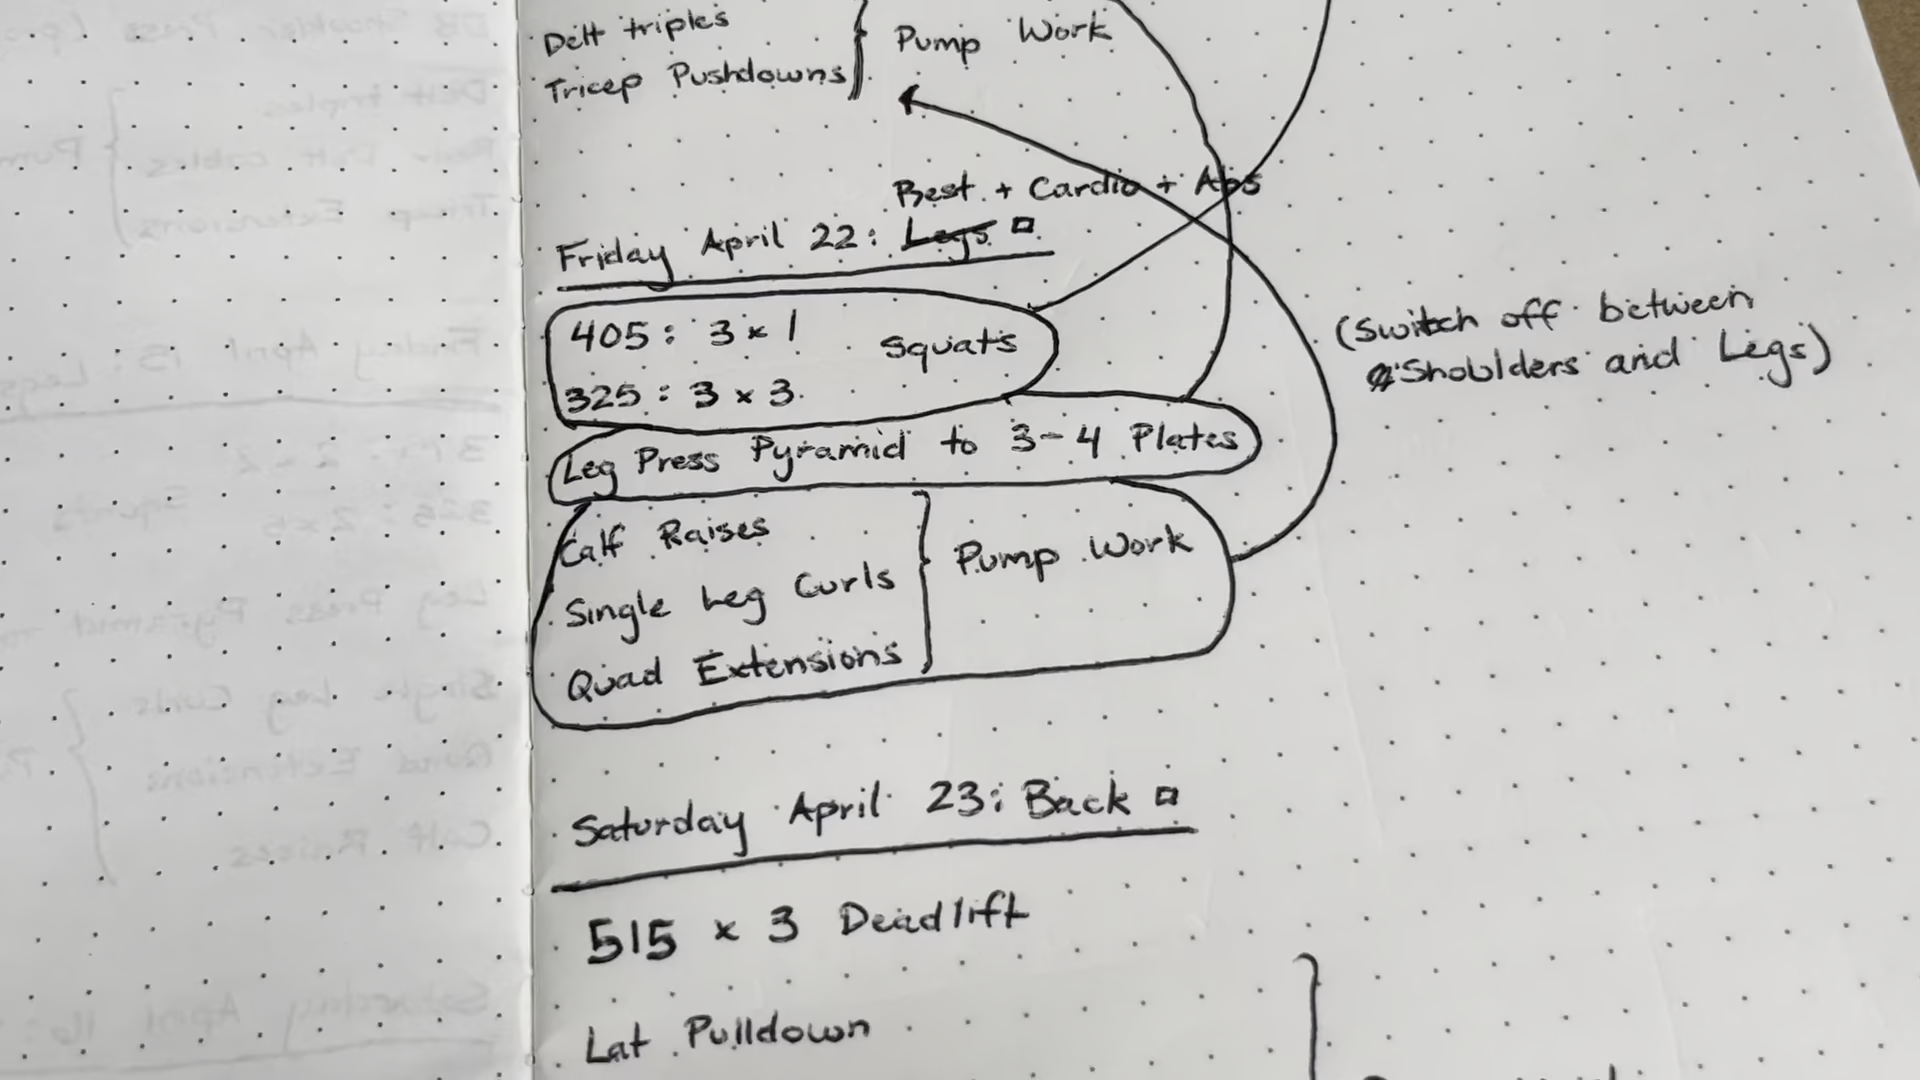 Delt triples
Tricep Pushdowns
Pump Work
Rest + Cardio + Abs
Friday April 22: Legs
405: 3 x 1
Squats
325: 3 x 3
Leg Press Pyramid to 3-4 Plates
Calf Raises
Single Leg Curls
Quad Extensions
Pump Work
(Switch off between
Shoulders and Legs)
Saturday April 23: Back
515 x 3 Deadlift
Lat Pulldown